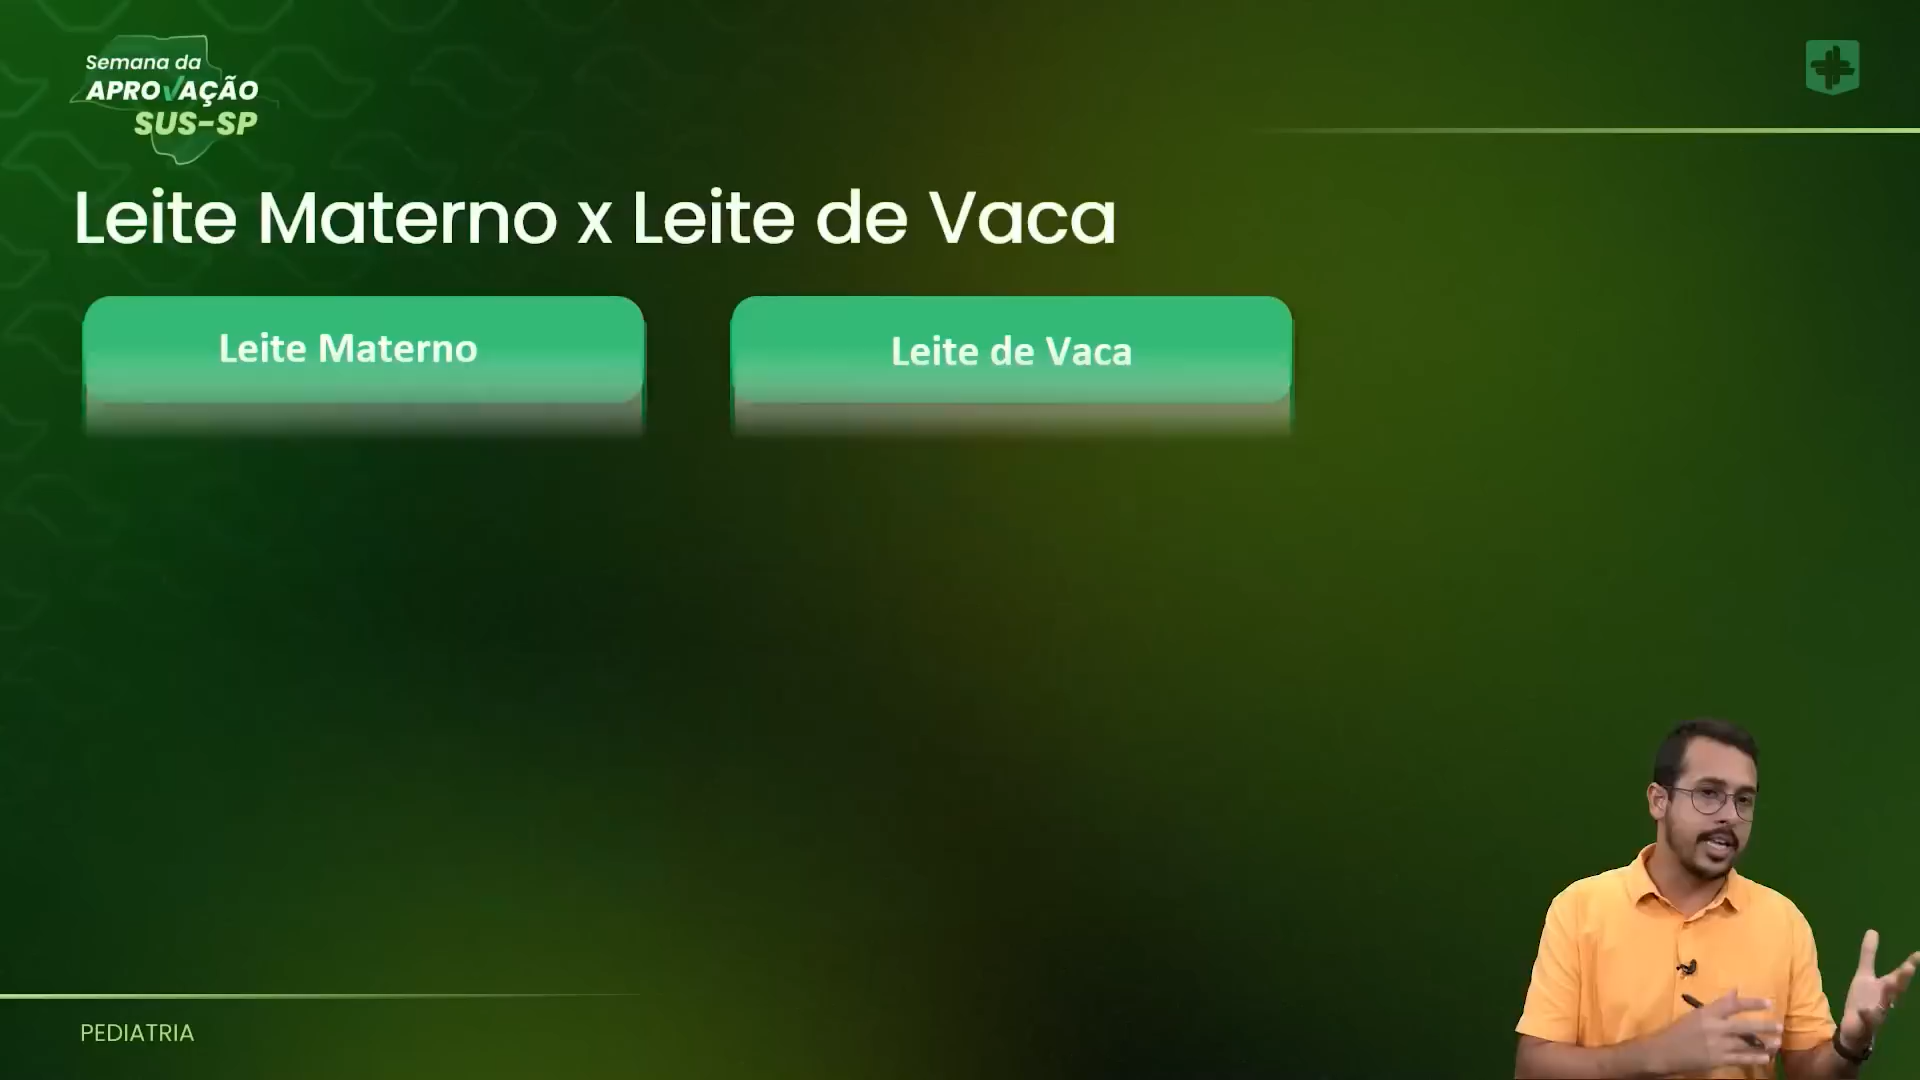 Semana da
APROVAÇÃO
SUS-SP
Leite Materno x Leite de Vaca
Leite Materno
Leite de Vaca
PEDIATRIA